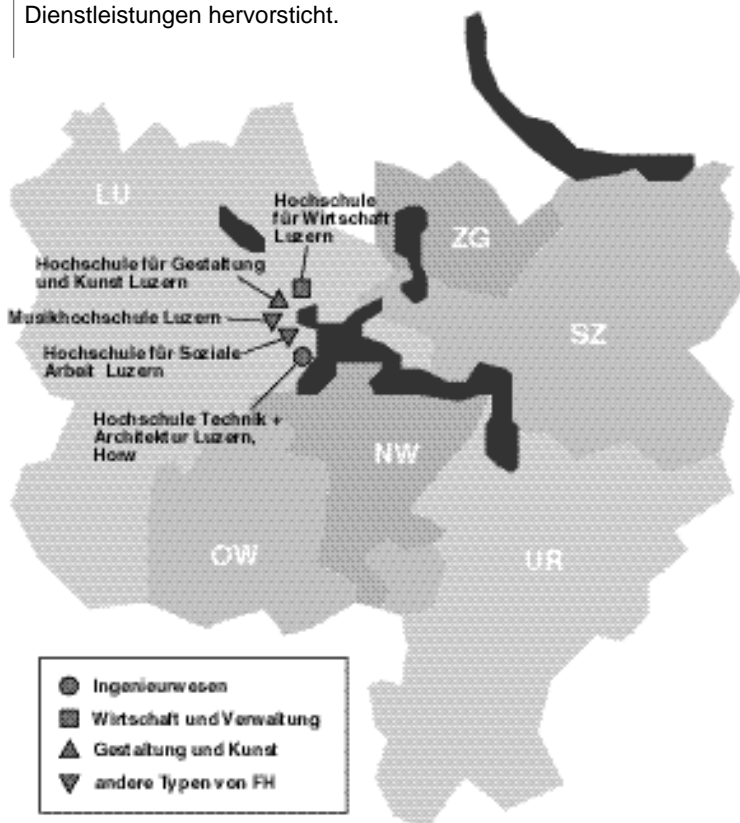 Dienstleistungen hervorsticht.
LU
Hochschule
für Wirtschaft
Luzern
ZG
Hochschule für Gestaltung
und Kunst Luzern
Musikhochschule Luzern
SZ
Hochschule für Soziale
Arbeit Luzern
Hochschule Technik +
Architektur Luzern,
Horw
NW
OW
UR
Ingenieurwesen
Wirtschaft und Verwaltung
Gestaltung und Kunst
andere Typen von FH